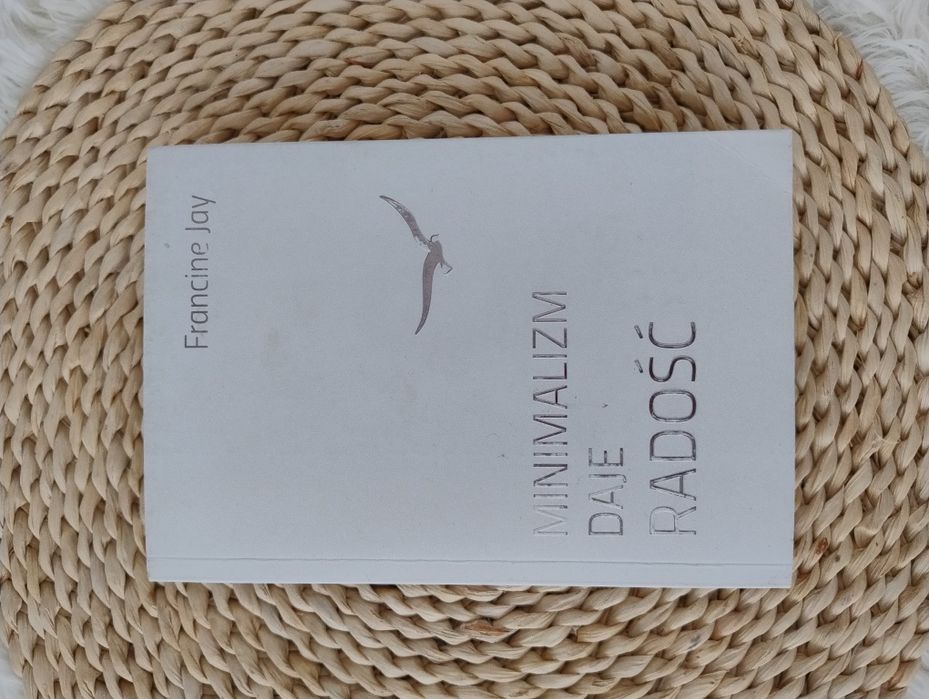 Francine Jay
MINIMALIZM
DAJE
RADOŚĆ